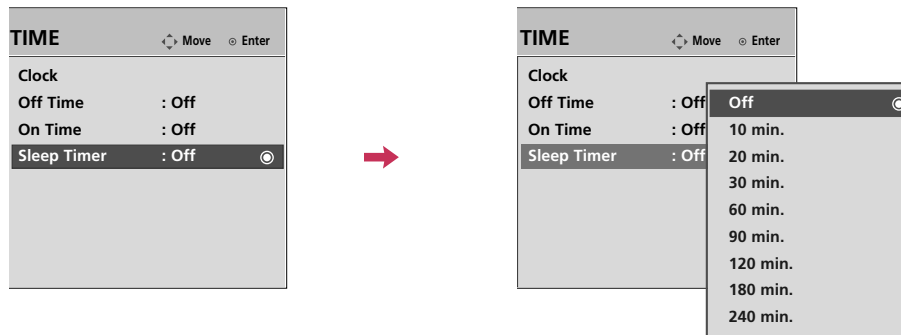 TIME Move Enter
Clock
Off Time : Off
On Time : Off
Sleep Timer : Off
TIME Move Enter
Clock
Off Time : Off
On Time : Off
Sleep Timer : Off
Off
10 min.
20 min.
30 min.
60 min.
90 min.
120 min.
180 min.
240 min.